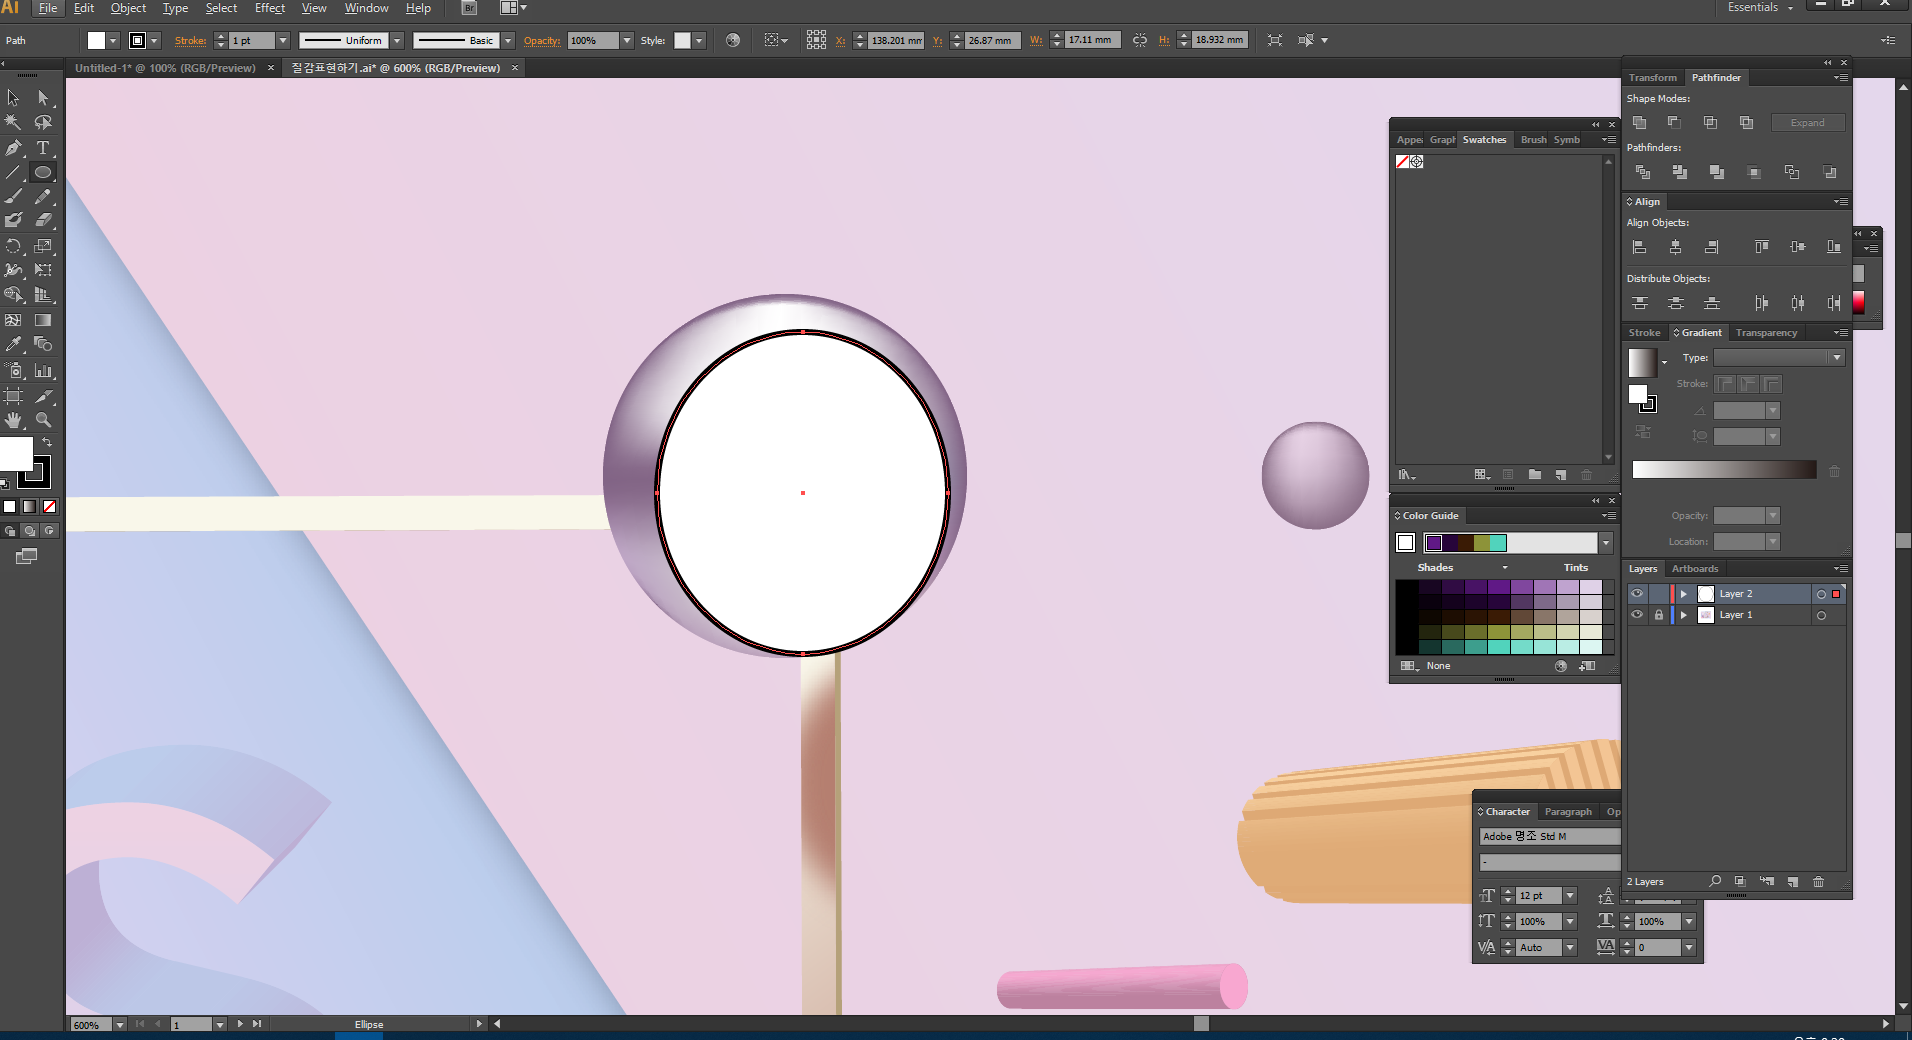 Ai File Edit Object Type Select Effect View Window Help Br Essentials
Path Stroke: 1 pt Uniform Basic Opacity: 100% Style: X: 138.201 mm Y: 26.87 mm W: 17.11 mm H: 18.932 mm
Untitled-1* @ 100% (RGB/Preview) × 질감표현하기.ai* @ 600% (RGB/Preview) ×
Transform Pathfinder
Shape Modes:
Expand
Pathfinders:
Align
Align Objects:
Distribute Objects:
Stroke Gradient Transparency
Type:
Stroke:
Opacity:
Location:
Layers Artboards
Layer 2
Layer 1
2 Layers
Appea Graph Swatches Brush Symb
Color Guide
Shades Tints
None
Character Paragraph Op
Adobe 명조 Std M
-
12 pt
100% 100%
Auto 0
600% 1 Ellipse